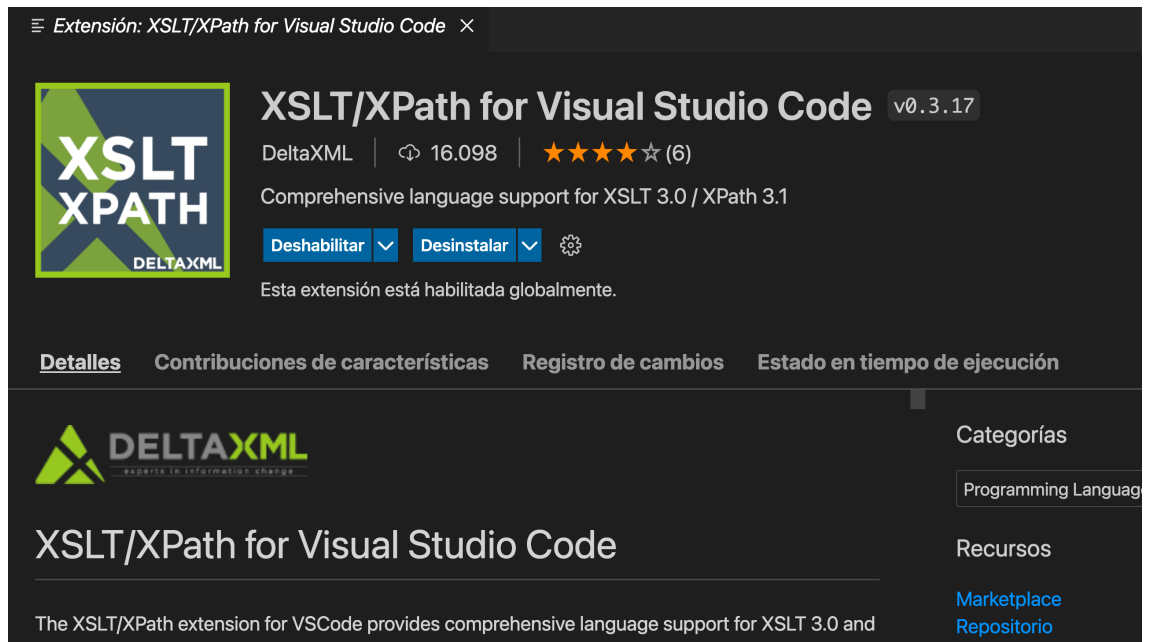 Extensión: XSLT/XPath for Visual Studio Code
XSLT
XPATH
DELTAXML
XSLT/XPath for Visual Studio Code v0.3.17
DeltaXML 16.098 (6)
Comprehensive language support for XSLT 3.0 / XPath 3.1
Deshabilitar Desinstalar
Esta extensión está habilitada globalmente.
Detalles Contribuciones de características Registro de cambios Estado en tiempo de ejecución
DELTAXML
experts in information change
XSLT/XPath for Visual Studio Code
The XSLT/XPath extension for VSCode provides comprehensive language support for XSLT 3.0 and
Categorías
Programming Languag
Recursos
Marketplace
Repositorio